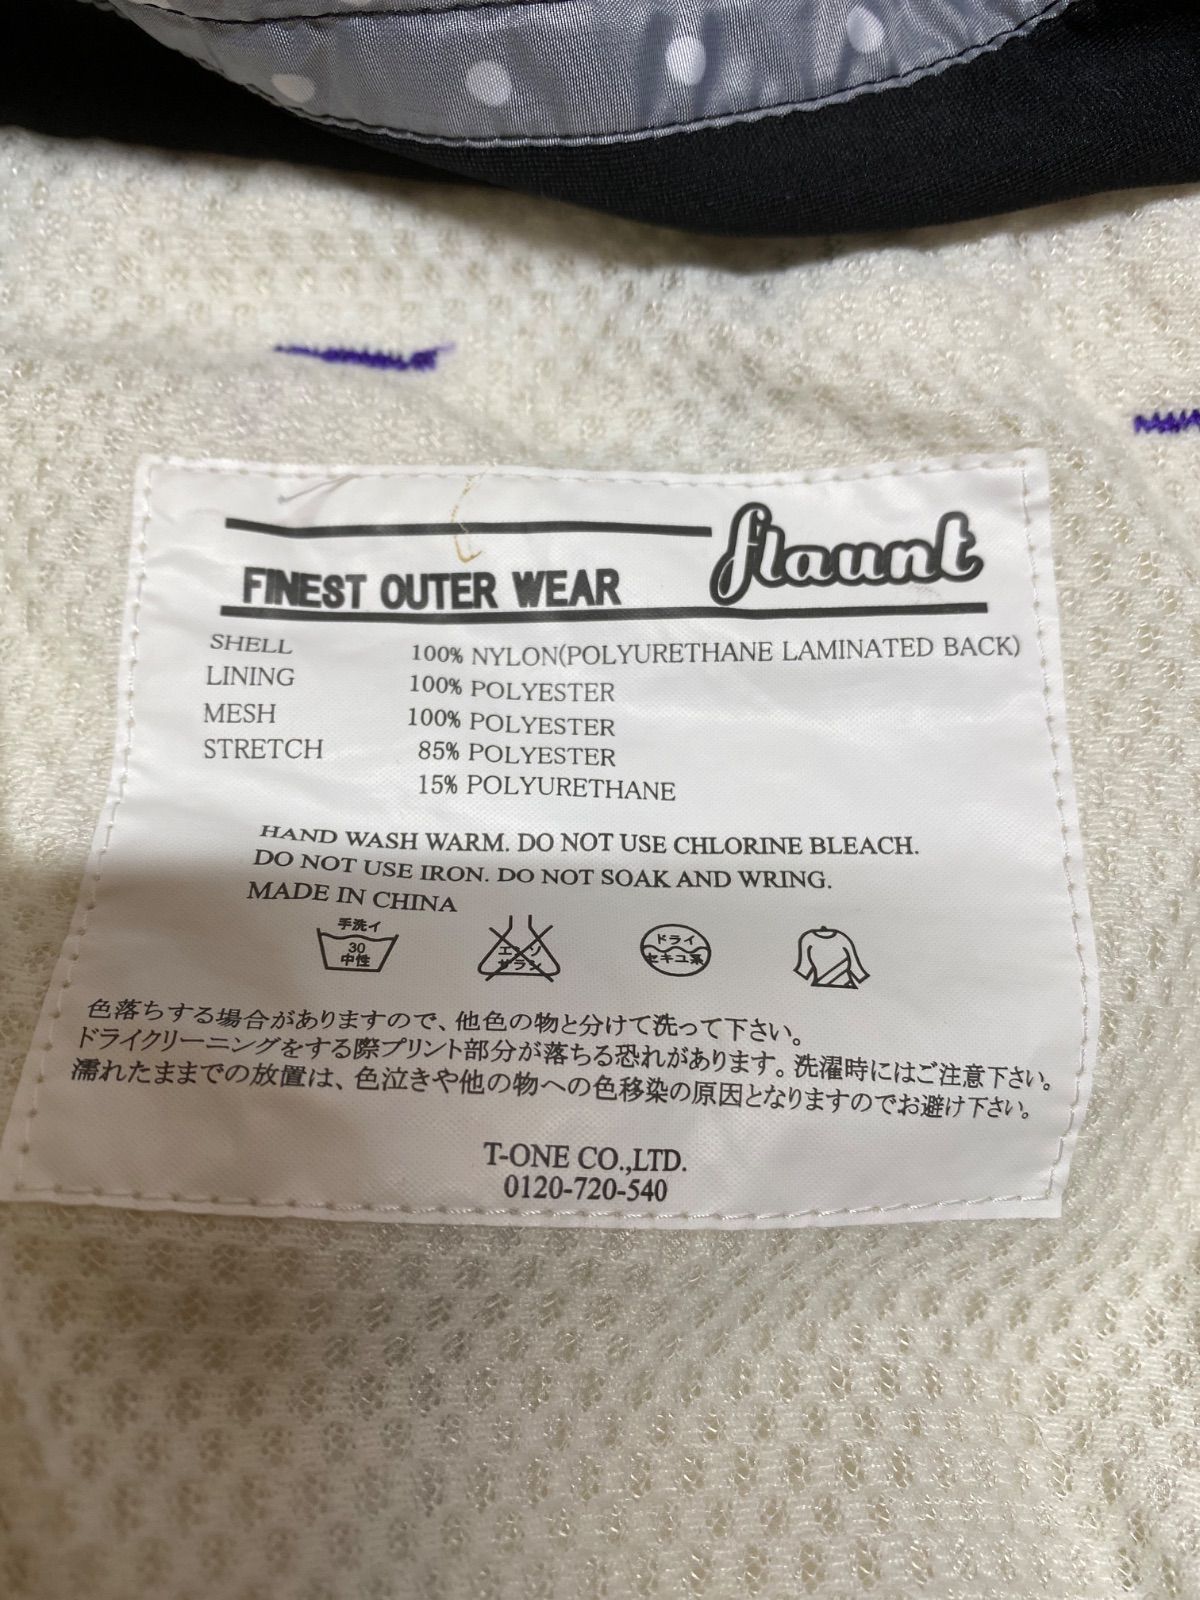 flaunt
FINEST OUTER WEAR
SHELL 100% NYLON(POLYURETHANE LAMINATED BACK)
LINING 100% POLYESTER
MESH 100% POLYESTER
STRETCH 85% POLYESTER
15% POLYURETHANE
HAND WASH WARM. DO NOT USE CHLORINE BLEACH.
DO NOT USE IRON. DO NOT SOAK AND WRING.
MADE IN CHINA
手洗イ
30
中性
エンソ
サラシ
ドライ
セキユ系
色落ちする場合がありますので、他色の物と分けて洗って下さい。
ドライクリーニングをする際プリント部分が落ちる恐れがあります。洗濯時にはご注意下さい。
濡れたままでの放置は、色泣きや他の物への色移染の原因となりますのでお避け下さい。
T-ONE CO.,LTD.
0120-720-540